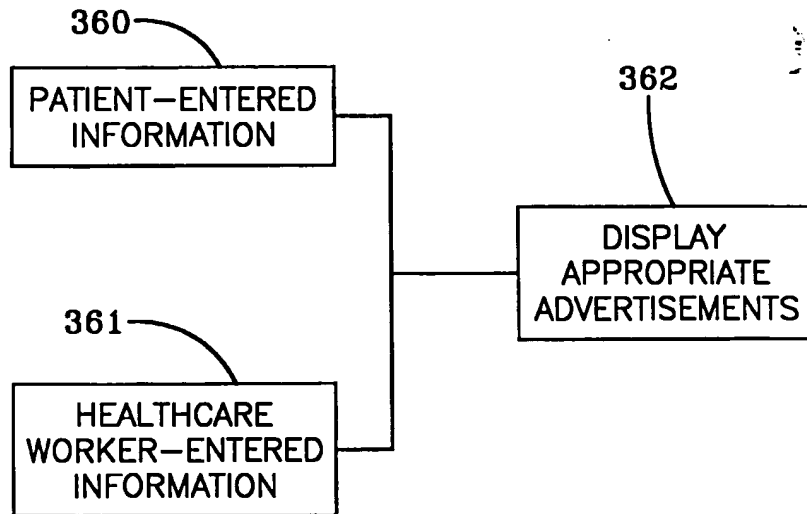 360
PATIENT-ENTERED
INFORMATION
362
DISPLAY
APPROPRIATE
ADVERTISEMENTS
361
HEALTHCARE
WORKER-ENTERED
INFORMATION